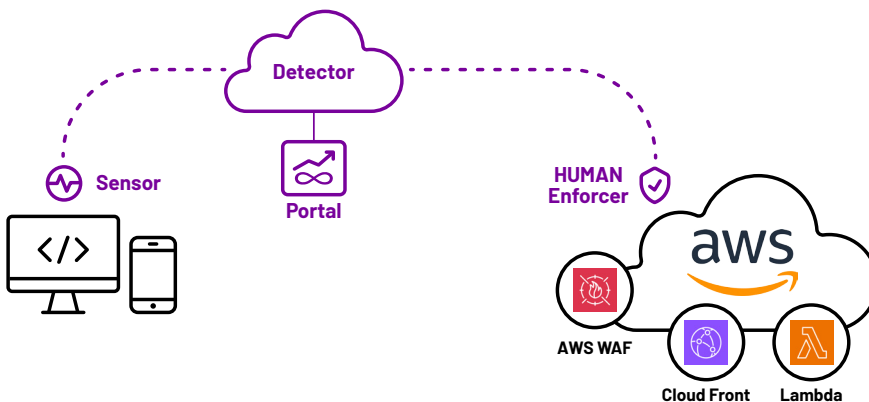 Detector
Sensor
Portal
HUMAN
Enforcer
</>
aws
AWS WAF
Cloud Front
Lambda